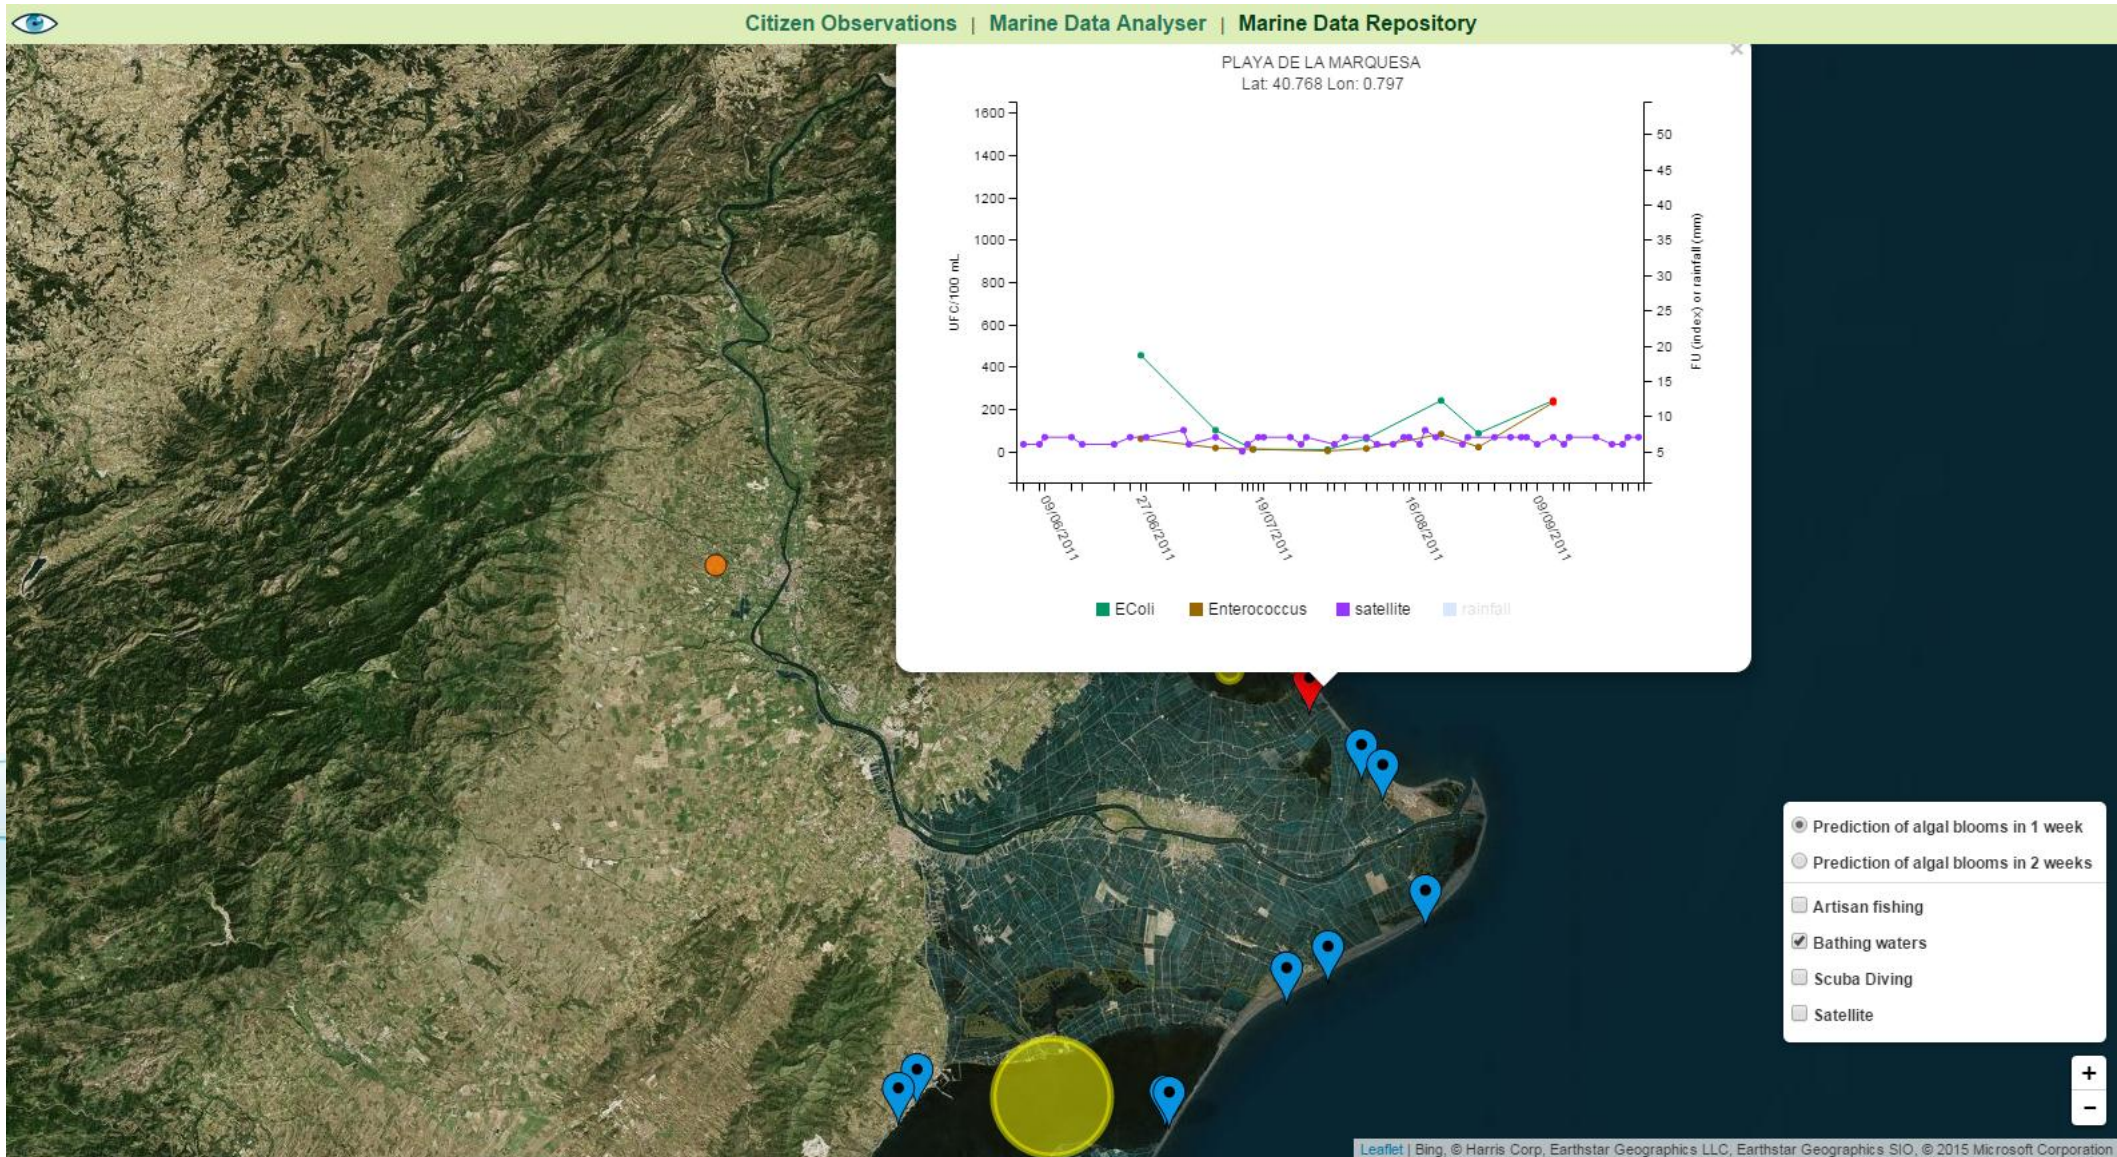 Citizen Observations | Marine Data Analyser | Marine Data Repository
×
PLAYA DE LA MARQUESA
Lat: 40.768 Lon: 0.797
1600
1400
1200
1000
800
600
400
200
0
UFC/100 mL
50
45
40
35
30
25
20
15
10
5
FU (index) or rainfall (mm)
09/06/2011
27/06/2011
19/07/2011
16/08/2011
09/09/2011
EColi
Enterococcus
satellite
rainfall
Prediction of algal blooms in 1 week
Prediction of algal blooms in 2 weeks
Artisan fishing
Bathing waters
Scuba Diving
Satellite
+
−
Leaflet | Bing, © Harris Corp, Earthstar Geographics LLC, Earthstar Geographics SIO, © 2015 Microsoft Corporation